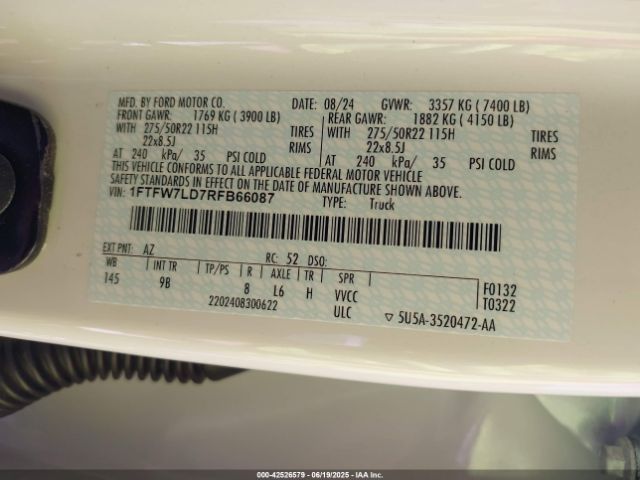 MFD. BY FORD MOTOR CO. DATE: 08/24 GVWR: 3357 KG ( 7400 LB)
FRONT GAWR: 1769 KG ( 3900 LB) REAR GAWR: 1882 KG ( 4150 LB)
WITH 275/50R22 115H TIRES WITH 275/50R22 115H TIRES
22x8.5J RIMS 22x8.5J RIMS
AT 240 kPa/ 35 PSI COLD AT 240 kPa/ 35 PSI COLD
THIS VEHICLE CONFORMS TO ALL APPLICABLE FEDERAL MOTOR VEHICLE
SAFETY STANDARDS IN EFFECT ON THE DATE OF MANUFACTURE SHOWN ABOVE.
VIN: 1FTFW7LD7RFB66087 TYPE: Truck
EXT PNT: AZ RC: 52 DSO:
WB INT TR TP/PS R AXLE TR SPR
145 9B 8 L6 H VVCC
ULC
F0132
T0322
2202408300622
▽ 5U5A-3520472-AA
000-42526579 | 06/19/2025 | IAA Inc.